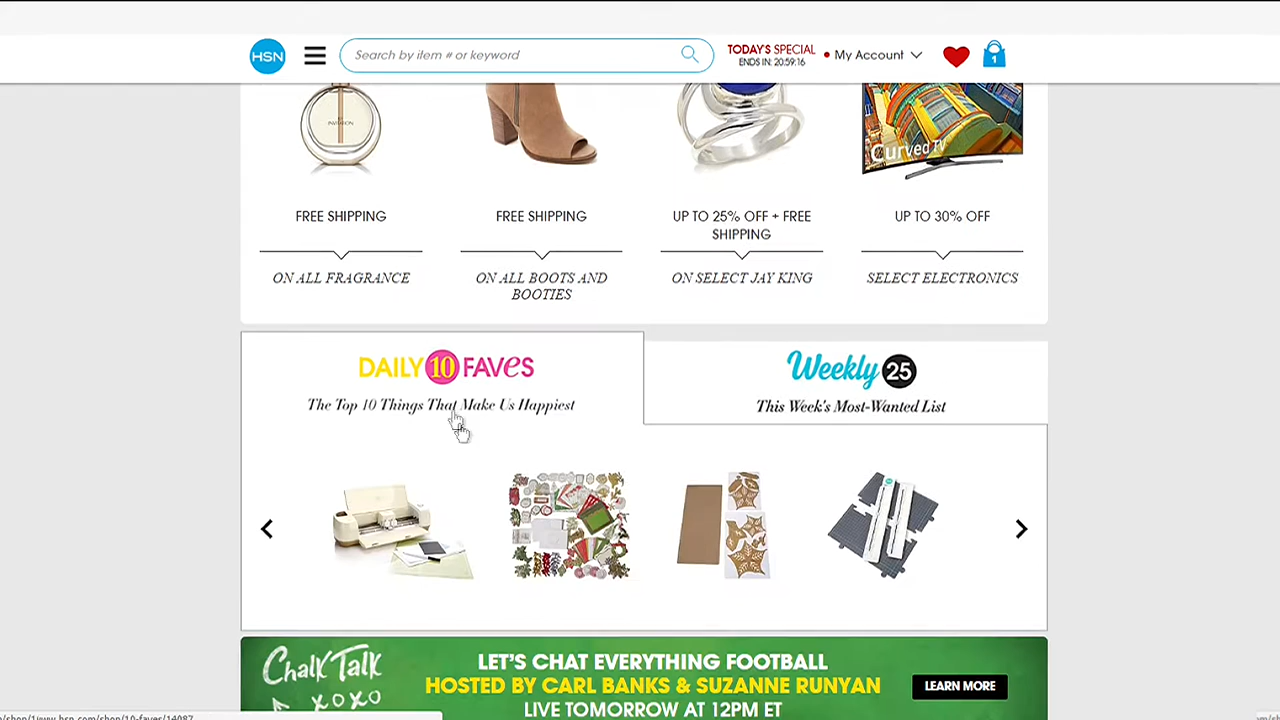 HSN
Search by item # or keyword
TODAY'S SPECIAL
ENDS IN: 20:59:16
My Account
1
INVITATION
Curved TV
FREE SHIPPING
ON ALL FRAGRANCE
FREE SHIPPING
ON ALL BOOTS AND
BOOTIES
UP TO 25% OFF + FREE
SHIPPING
ON SELECT JAY KING
UP TO 30% OFF
SELECT ELECTRONICS
DAILY 10 FAVES
The Top 10 Things That Make Us Happiest
Weekly 25
This Week's Most-Wanted List
Chalk Talk
XOXO
LET'S CHAT EVERYTHING FOOTBALL
HOSTED BY CARL BANKS & SUZANNE RUNYAN
LIVE TOMORROW AT 12PM ET
LEARN MORE